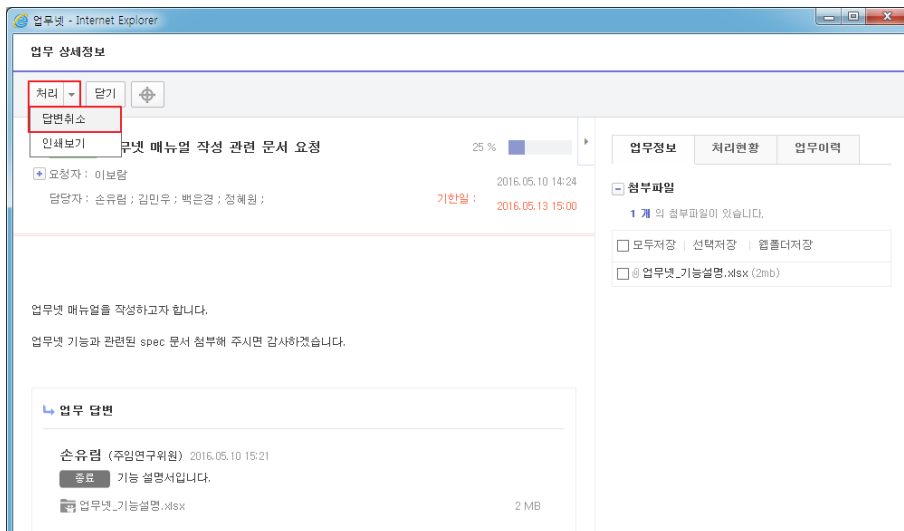 업무넷 - Internet Explorer
업무 상세정보
처리
닫기
답변취소
인쇄보기
무넷 매뉴얼 작성 관련 문서 요청
25 %
요청자 : 이보람
2016.05.10 14:24
담당자 : 손유림 ; 김민우 ; 백은경 ; 정혜원 ;
기한일 :
2016.05.13 15:00
업무넷 매뉴얼을 작성하고자 합니다.
업무넷 기능과 관련된 spec 문서 첨부해 주시면 감사하겠습니다.
업무 답변
손유림 (주임연구위원) 2016.05.10 15:21
종료 기능 설명서입니다.
업무넷_기능설명.xlsx 2 MB
업무정보 처리현황 업무이력
첨부파일
1 개 의 첨부파일이 있습니다.
모두저장 | 선택저장 | 웹폴더저장
업무넷_기능설명.xlsx (2mb)